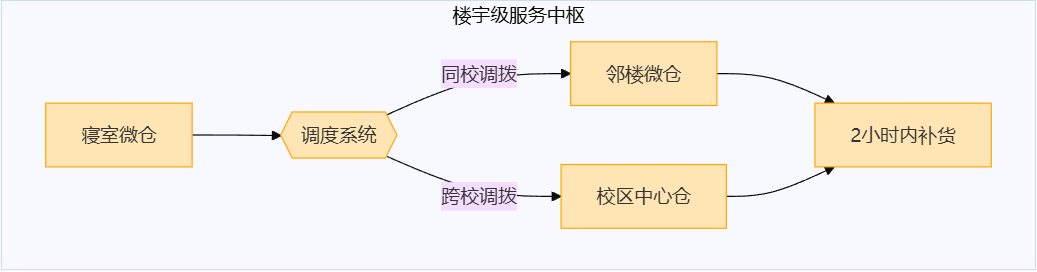 楼宇级服务中枢
寝室微仓
调度系统
同校调拨
邻楼微仓
跨校调拨
校区中心仓
2小时内补货